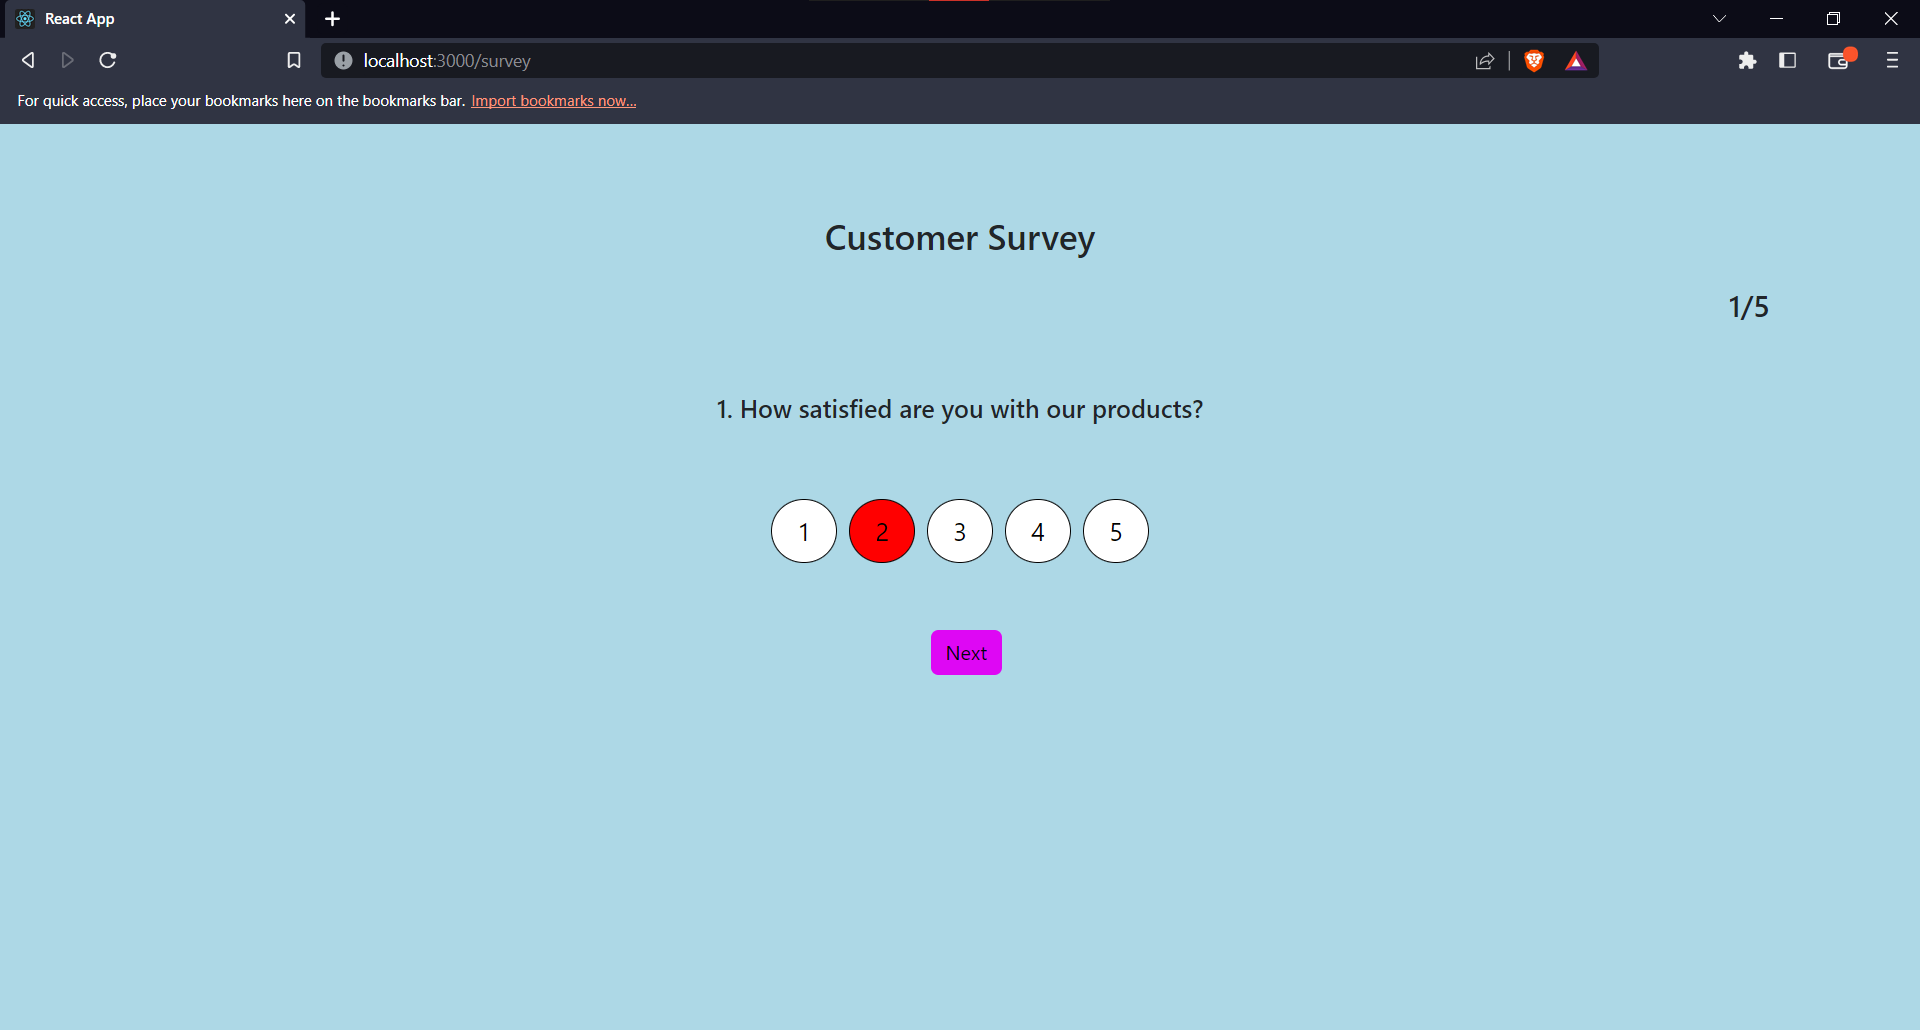 React App
localhost:3000/survey
For quick access, place your bookmarks here on the bookmarks bar. Import bookmarks now...
Customer Survey
1/5
1. How satisfied are you with our products?
1 2 3 4 5
Next